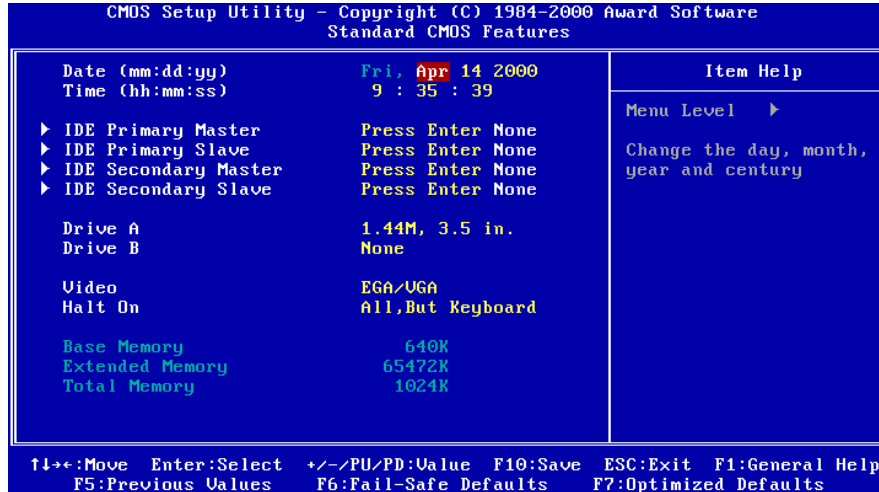 CMOS Setup Utility - Copyright (C) 1984-2000 Award Software
Standard CMOS Features
Date (mm:dd:yy) Fri, Apr 14 2000
Time (hh:mm:ss) 9 : 35 : 39
IDE Primary Master Press Enter None
IDE Primary Slave Press Enter None
IDE Secondary Master Press Enter None
IDE Secondary Slave Press Enter None
Drive A 1.44M, 3.5 in.
Drive B None
Video EGA/VGA
Halt On All,But Keyboard
Base Memory 640K
Extended Memory 65472K
Total Memory 1024K
Item Help
Menu Level
Change the day, month,
year and century
↑↓→←:Move Enter:Select +/-/PU/PD:Value F10:Save ESC:Exit F1:General Help
F5:Previous Values F6:Fail-Safe Defaults F7:Optimized Defaults